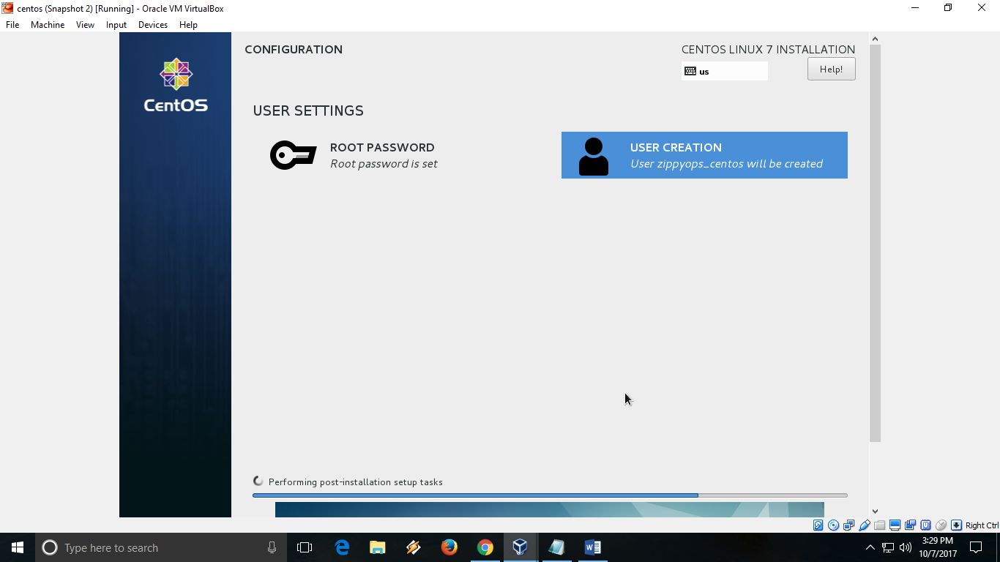 centos (Snapshot 2) [Running] - Oracle VM VirtualBox
File Machine View Input Devices Help
CentOS
CONFIGURATION
CENTOS LINUX 7 INSTALLATION
us
Help!
USER SETTINGS
ROOT PASSWORD
Root password is set
USER CREATION
User zippyops_centos will be created
Performing post-installation setup tasks
Right Ctrl
Type here to search
3:29 PM
10/7/2017